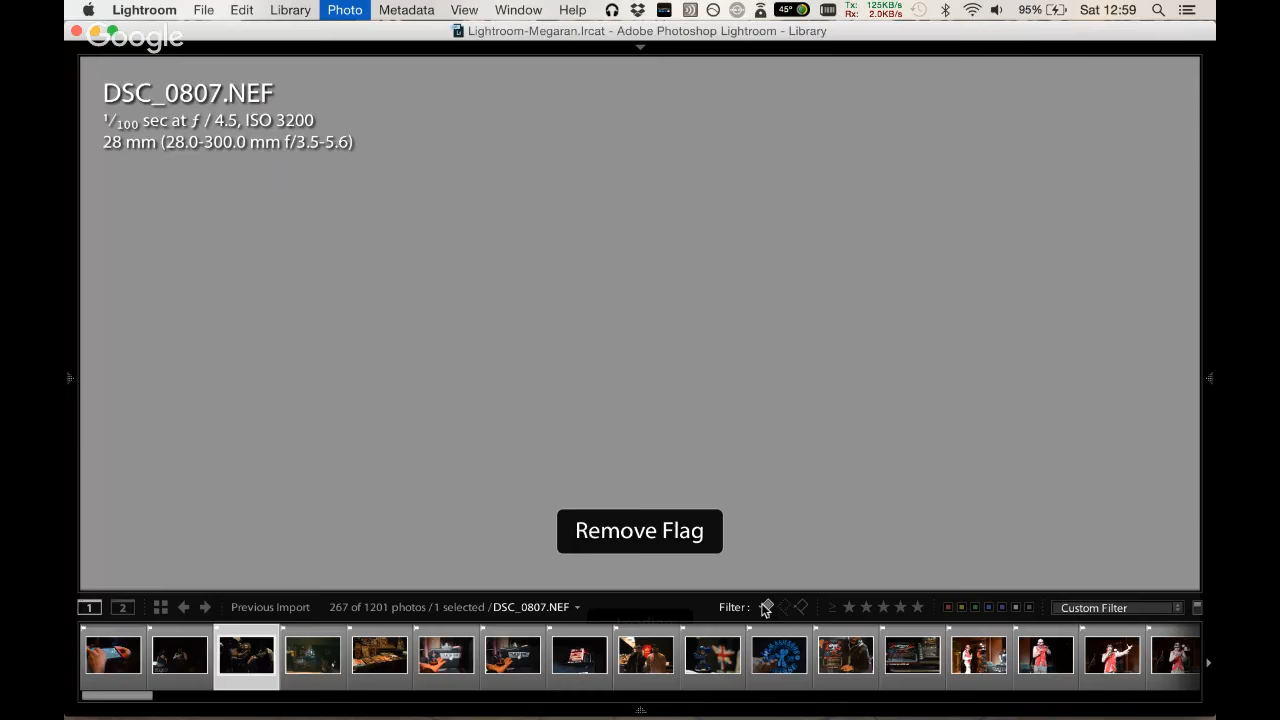 Lightroom File Edit Library Photo Metadata View Window Help 45° Tx: 125KB/s Rx: 2.0KB/s 95% Sat 12:59
Google
Lightroom-Megaran.lrcat - Adobe Photoshop Lightroom - Library
DSC_0807.NEF
1/100 sec at ƒ / 4.5, ISO 3200
28 mm (28.0-300.0 mm f/3.5-5.6)
Remove Flag
1 2 Previous Import 267 of 1201 photos / 1 selected / DSC_0807.NEF Filter : ≥ Custom Filter